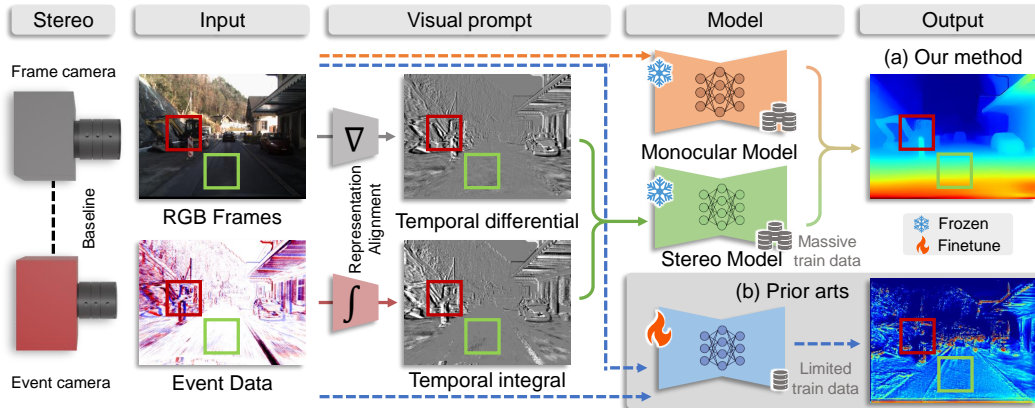 Stereo
Input
Visual prompt
Model
Output
Frame camera
Baseline
Event camera
RGB Frames
Event Data
∇
∫
Representation
Alignment
Temporal differential
Temporal integral
Monocular Model
Stereo Model
Massive
train data
(a) Our method
Frozen
Finetune
(b) Prior arts
Limited
train data